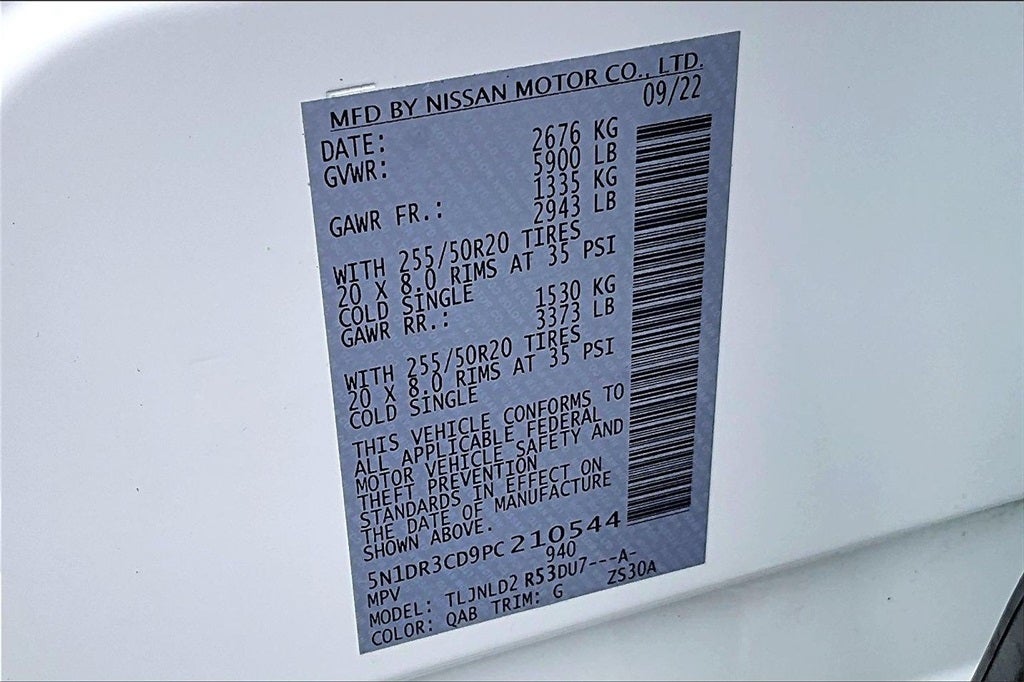 MFD BY NISSAN MOTOR CO., LTD.
DATE: 09/22
GVWR: 2676 KG
5900 LB
GAWR FR.: 1335 KG
2943 LB
WITH 255/50R20 TIRES
20 X 8.0 RIMS AT 35 PSI
COLD SINGLE
GAWR RR.: 1530 KG
3373 LB
WITH 255/50R20 TIRES
20 X 8.0 RIMS AT 35 PSI
COLD SINGLE
THIS VEHICLE CONFORMS TO
ALL APPLICABLE FEDERAL
MOTOR VEHICLE SAFETY AND
THEFT PREVENTION
STANDARDS IN EFFECT ON
THE DATE OF MANUFACTURE
SHOWN ABOVE.
5N1DR3CD9PC210544
MPV 940
MODEL: TLJNLD2 R53DU7---A-
COLOR: QAB TRIM: G ZS30A